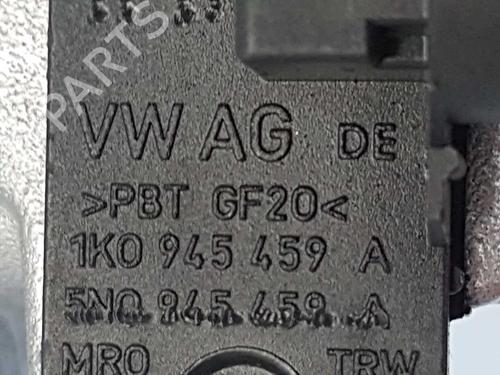 B PARTS
VW AG DE
>PBT GF20<
1K0 945 459 A
5N0 945 459 A
MRO TRW